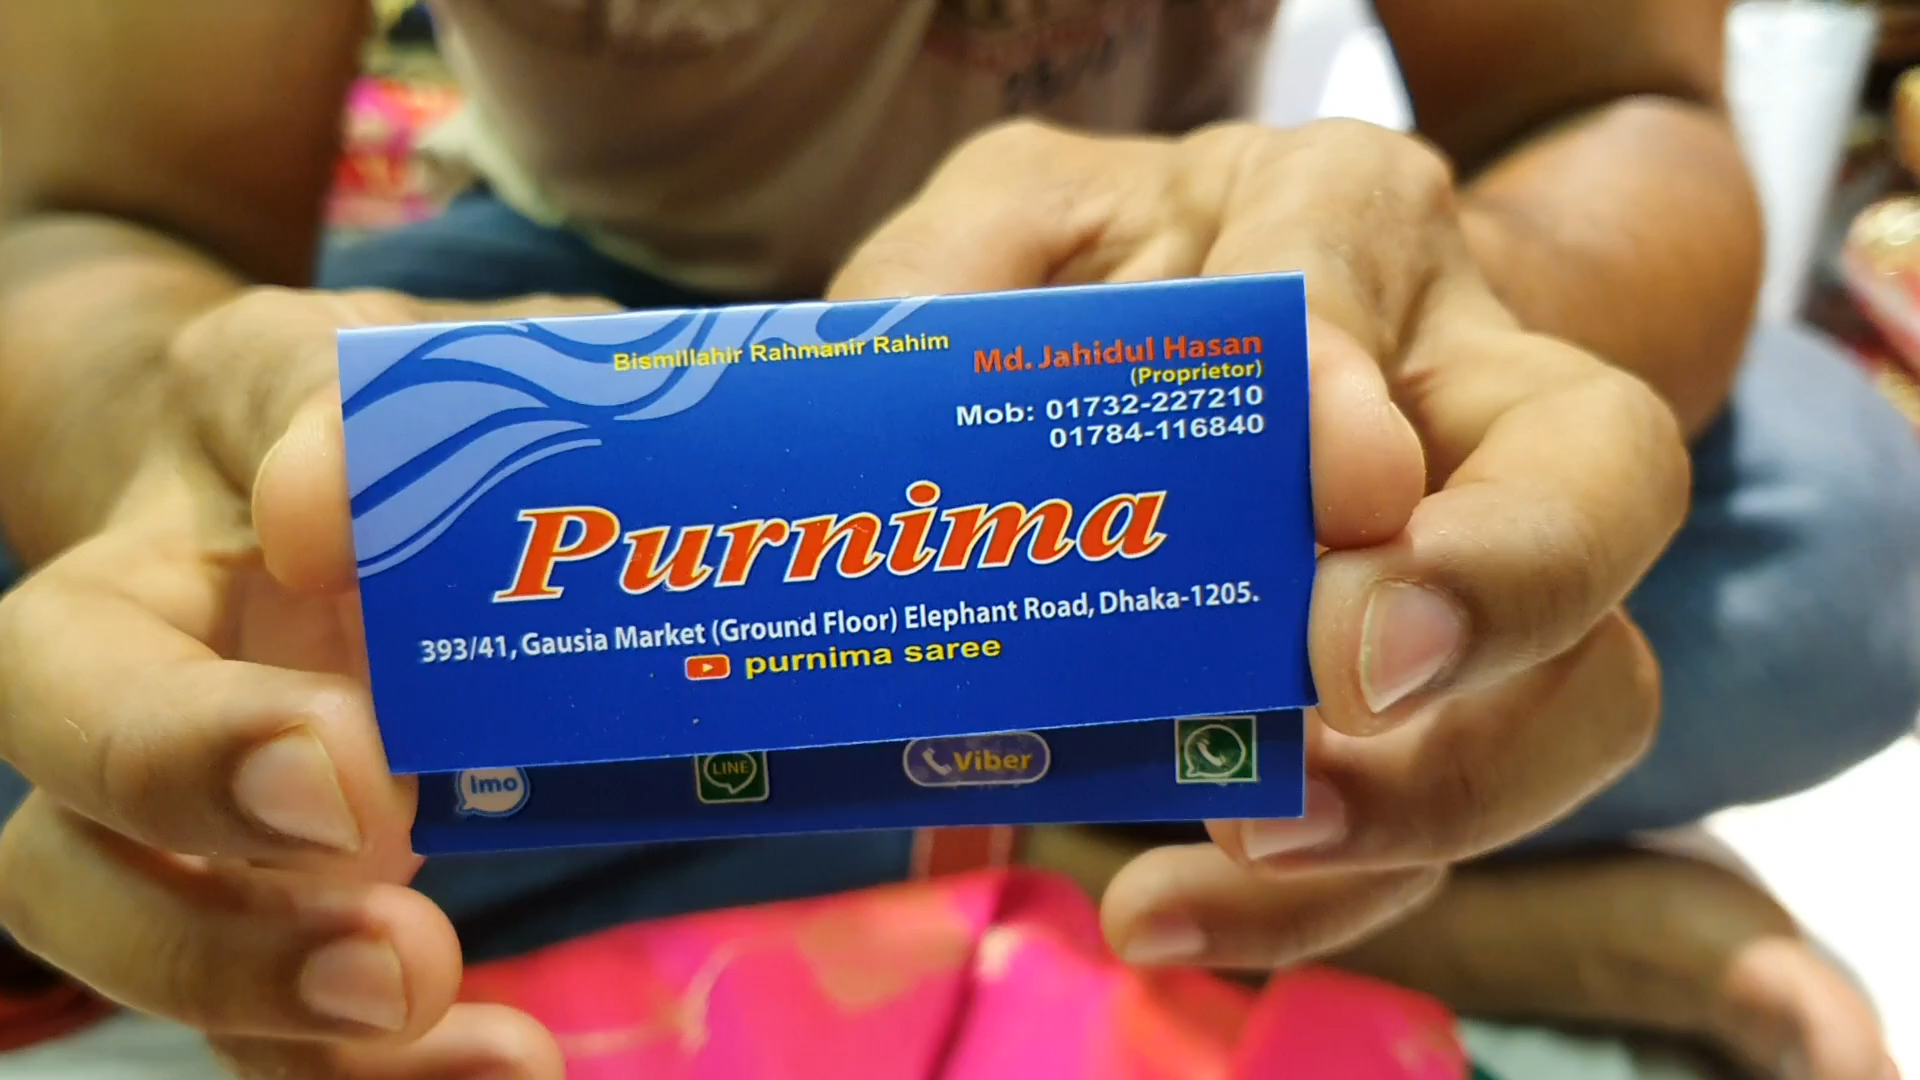 Bismillahir Rahmanir Rahim
Md. Jahidul Hasan
(Proprietor)
Mob: 01732-227210
01784-116840
Purnima
393/41, Gausia Market (Ground Floor) Elephant Road, Dhaka-1205.
purnima saree
imo
LINE
Viber